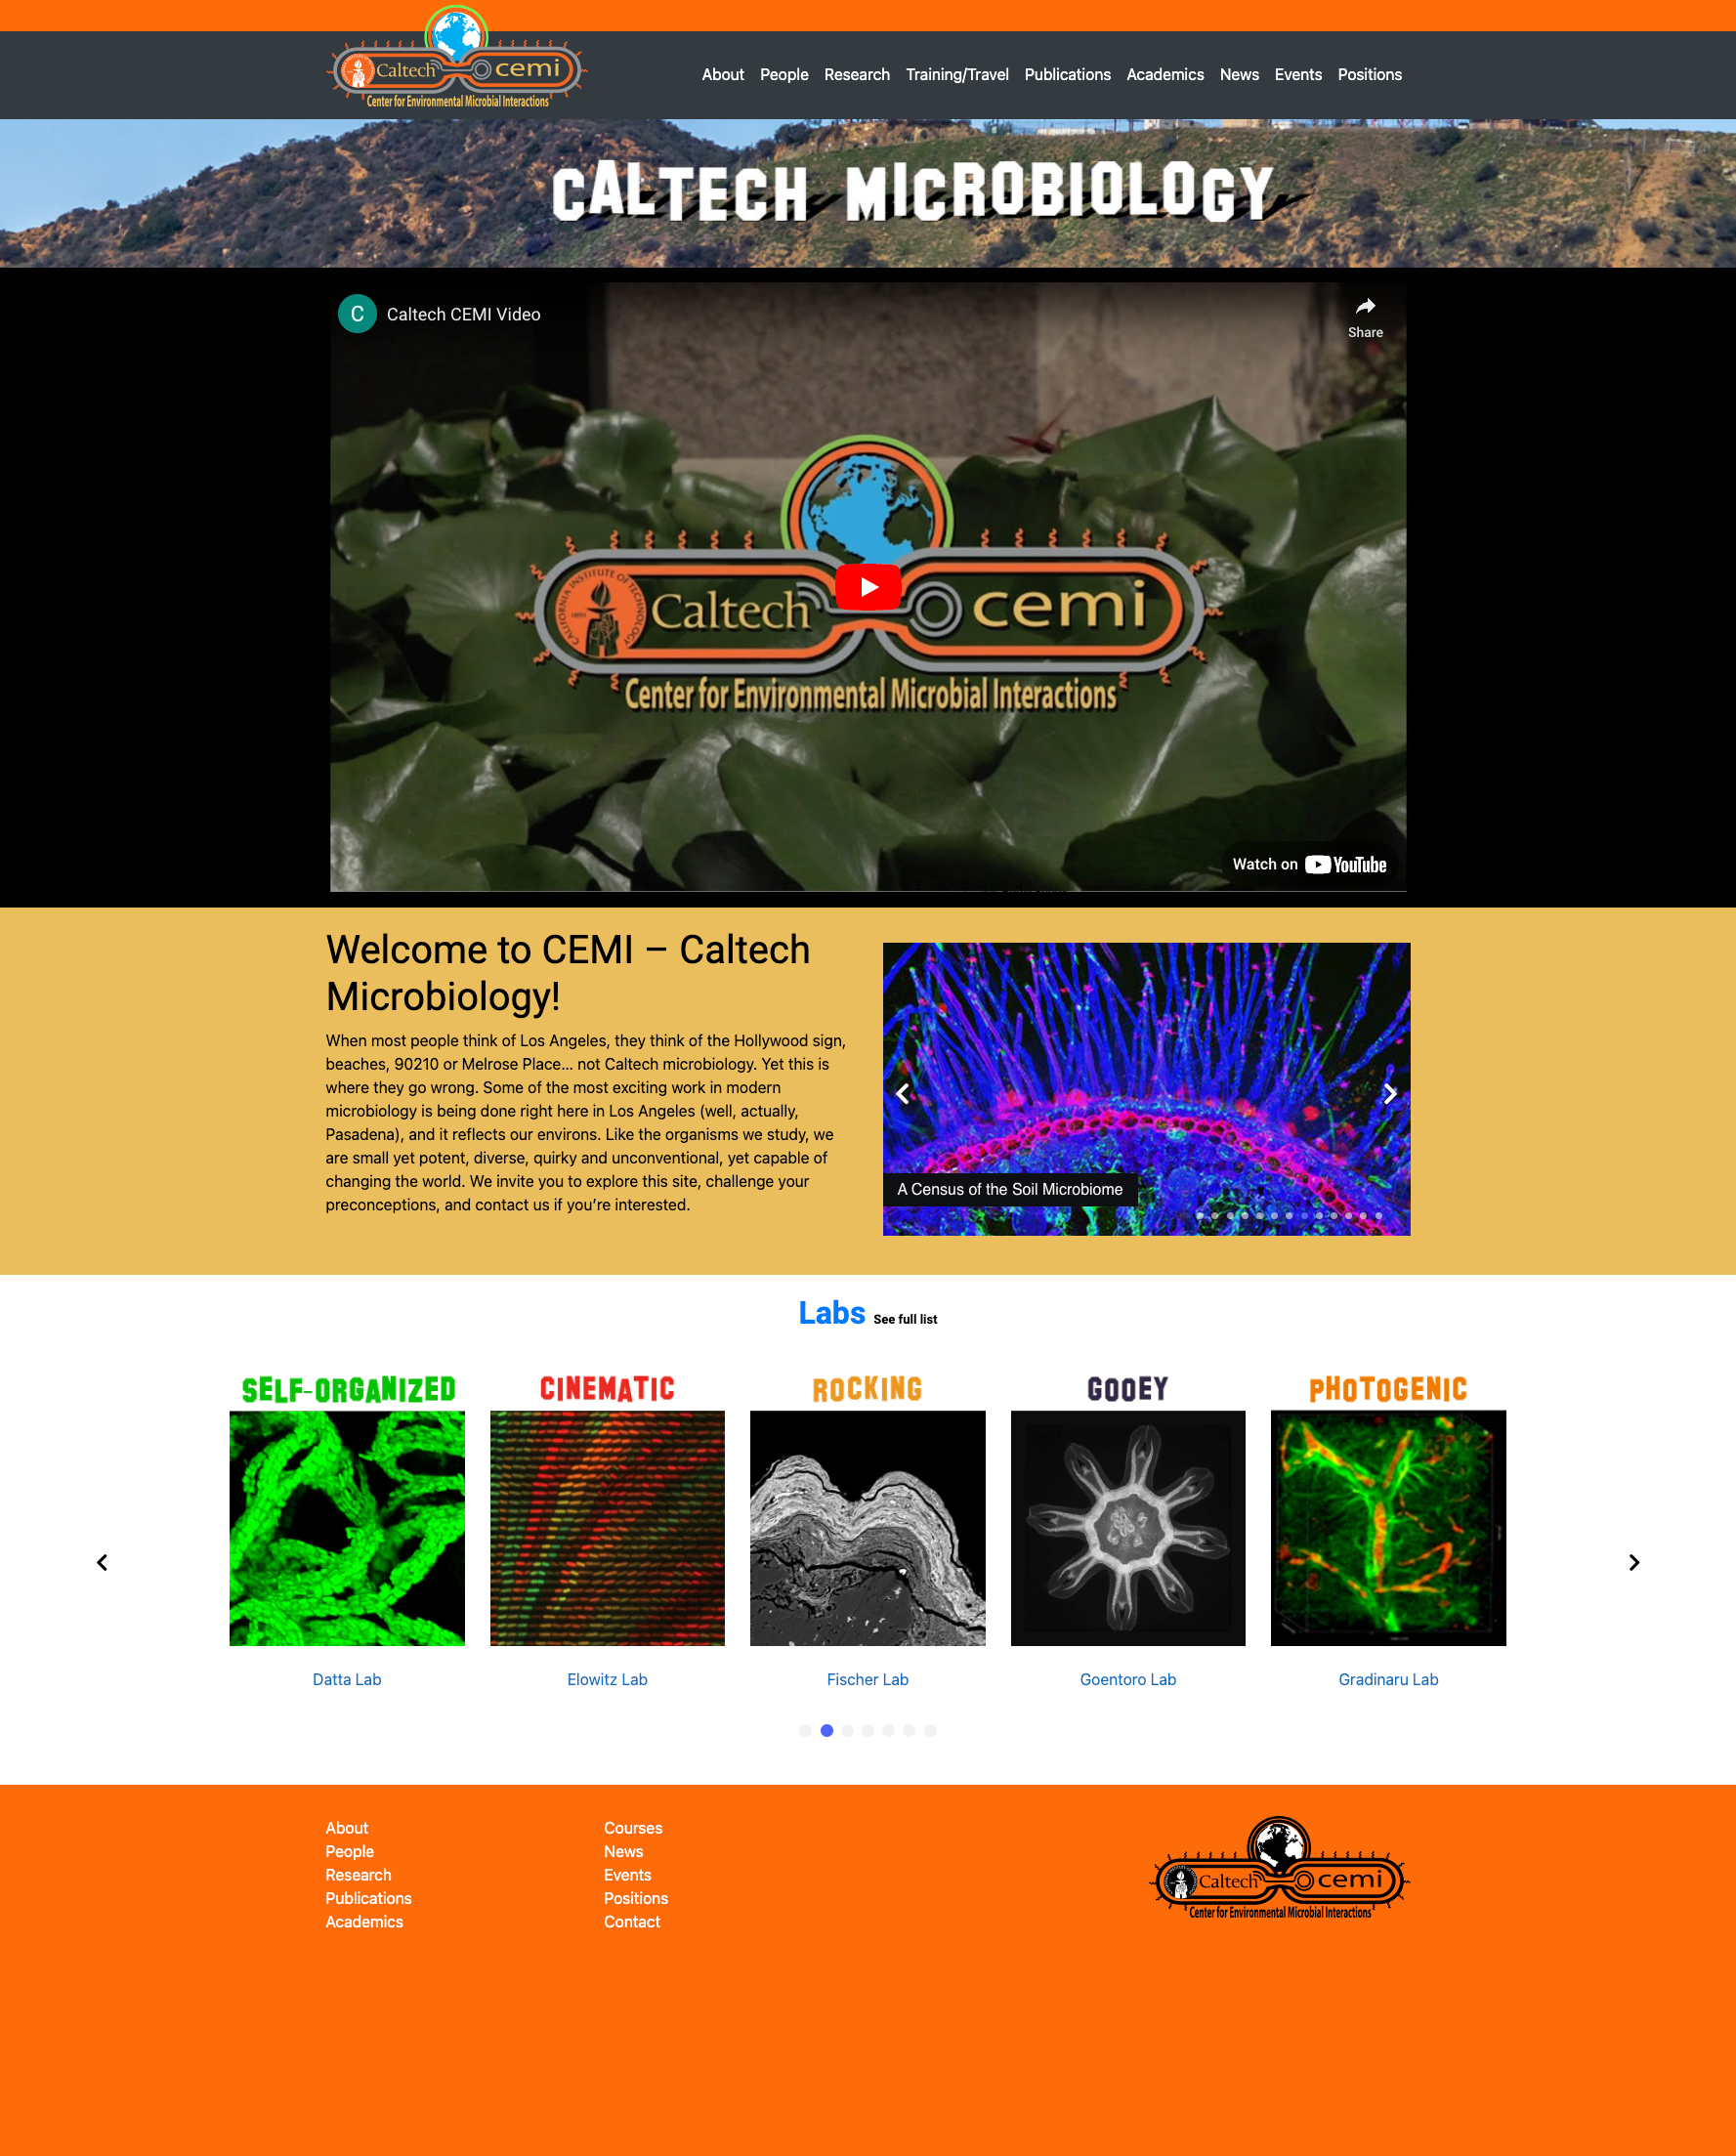 Caltech cemi
Center for Environmental Microbial Interactions
About People Research Training/Travel Publications Academics News Events Positions
CALTECH MICROBIOLOGY
C Caltech CEMI Video
Share
CALIFORNIA INSTITUTE OF TECHNOLOGY
Caltech cemi
Center for Environmental Microbial Interactions
Watch on YouTube
Welcome to CEMI – Caltech
Microbiology!
When most people think of Los Angeles, they think of the Hollywood sign,
beaches, 90210 or Melrose Place... not Caltech microbiology. Yet this is
where they go wrong. Some of the most exciting work in modern
microbiology is being done right here in Los Angeles (well, actually,
Pasadena), and it reflects our environs. Like the organisms we study, we
are small yet potent, diverse, quirky and unconventional, yet capable of
changing the world. We invite you to explore this site, challenge your
preconceptions, and contact us if you’re interested.
A Census of the Soil Microbiome
Labs See full list
SELF-ORGANIZED
CINEMATIC
ROCKING
GOOEY
PHOTOGENIC
Datta Lab
Elowitz Lab
Fischer Lab
Goentoro Lab
Gradinaru Lab
About
People
Research
Publications
Academics
Courses
News
Events
Positions
Contact
Caltech cemi
Center for Environmental Microbial Interactions